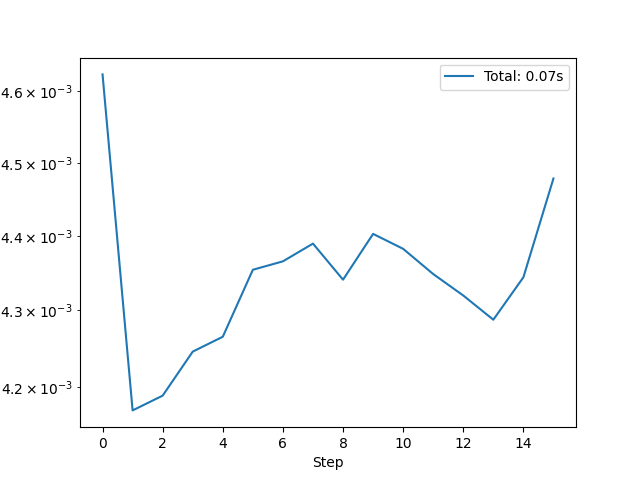 Total: 0.07s
4.6 × 10⁻³
4.5 × 10⁻³
4.4 × 10⁻³
4.3 × 10⁻³
4.2 × 10⁻³
0 2 4 6 8 10 12 14
Step